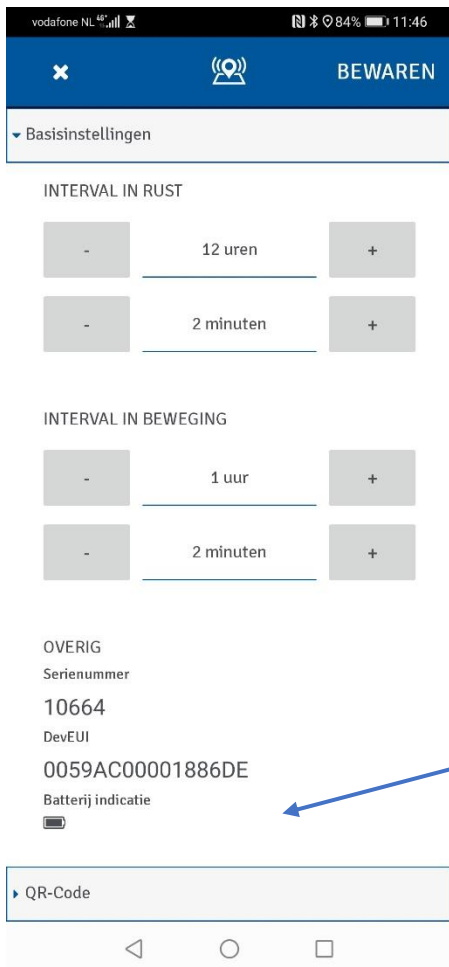 vodafone NL 84% 11:46
BEWAREN
Basisinstellingen
INTERVAL IN RUST
- 12 uren +
- 2 minuten +
INTERVAL IN BEWEGING
- 1 uur +
- 2 minuten +
OVERIG
Serienummer
10664
DevEUI
0059AC00001886DE
Batterij indicatie
QR-Code